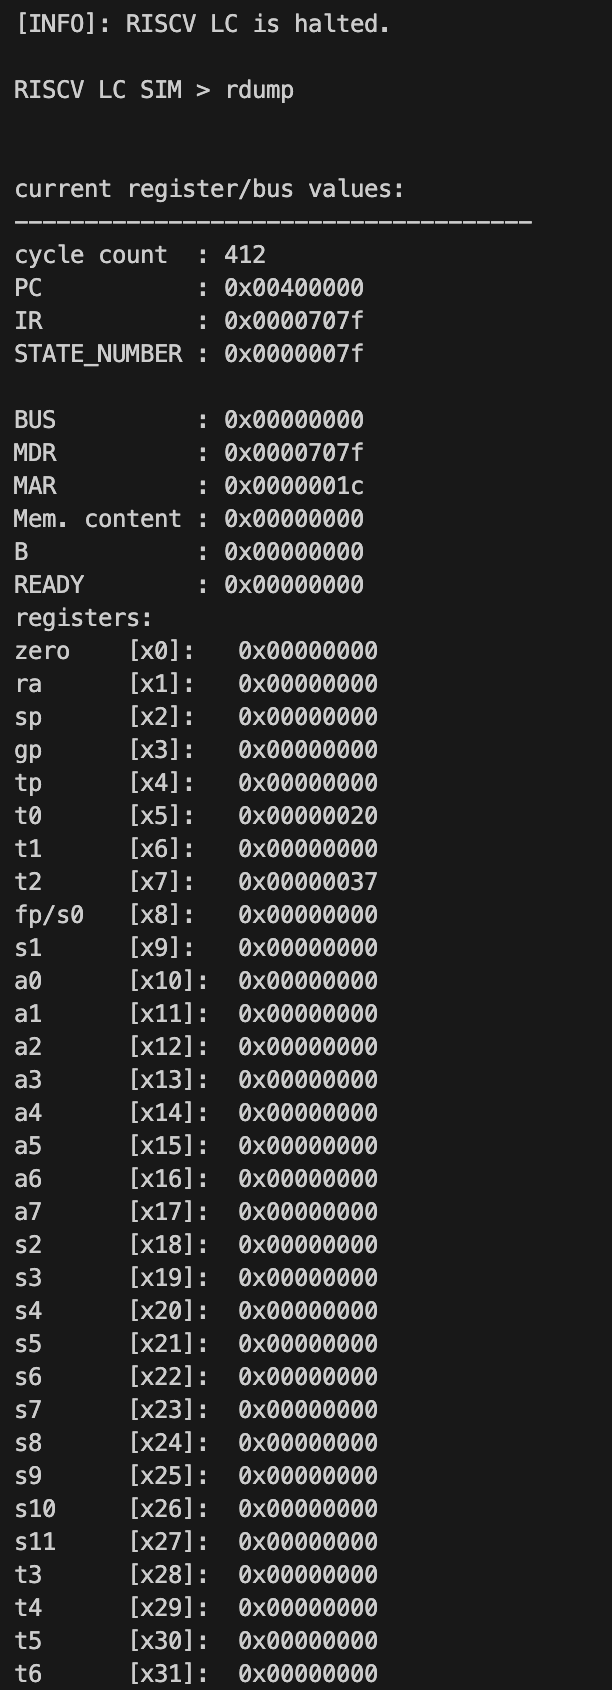 [INFO]: RISCV LC is halted.
RISCV LC SIM > rdump
current register/bus values:
-------------------------------------
cycle count  : 412
PC           : 0x00400000
IR           : 0x0000707f
STATE_NUMBER : 0x0000007f
BUS          : 0x00000000
MDR          : 0x0000707f
MAR          : 0x0000001c
Mem. content : 0x00000000
B            : 0x00000000
READY        : 0x00000000
registers:
zero    [x0]:   0x00000000
ra      [x1]:   0x00000000
sp      [x2]:   0x00000000
gp      [x3]:   0x00000000
tp      [x4]:   0x00000000
t0      [x5]:   0x00000020
t1      [x6]:   0x00000000
t2      [x7]:   0x00000037
fp/s0   [x8]:   0x00000000
s1      [x9]:   0x00000000
a0      [x10]:  0x00000000
a1      [x11]:  0x00000000
a2      [x12]:  0x00000000
a3      [x13]:  0x00000000
a4      [x14]:  0x00000000
a5      [x15]:  0x00000000
a6      [x16]:  0x00000000
a7      [x17]:  0x00000000
s2      [x18]:  0x00000000
s3      [x19]:  0x00000000
s4      [x20]:  0x00000000
s5      [x21]:  0x00000000
s6      [x22]:  0x00000000
s7      [x23]:  0x00000000
s8      [x24]:  0x00000000
s9      [x25]:  0x00000000
s10     [x26]:  0x00000000
s11     [x27]:  0x00000000
t3      [x28]:  0x00000000
t4      [x29]:  0x00000000
t5      [x30]:  0x00000000
t6      [x31]:  0x00000000